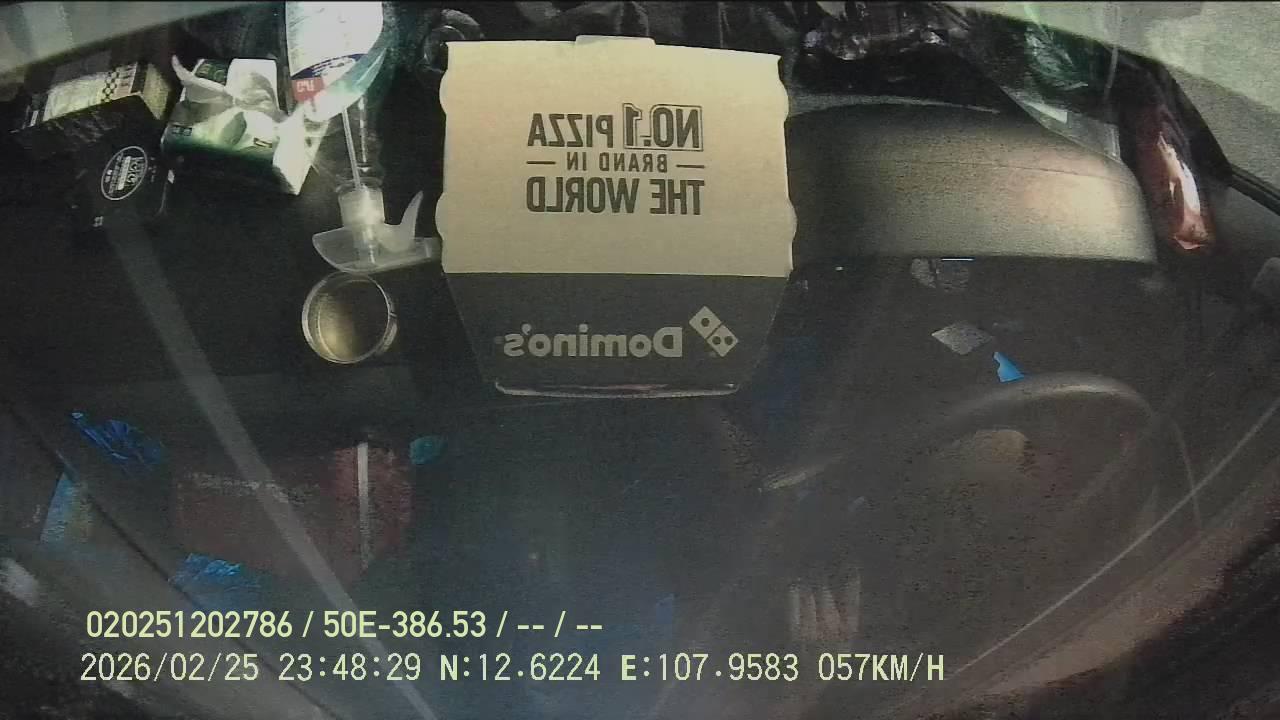 NO.1 PIZZA
BRAND IN
THE WORLD
Domino's
020251202786 / 50E-386.53 / -- / --
2026/02/25 23:48:29 N:12.6224 E:107.9583 057KM/H